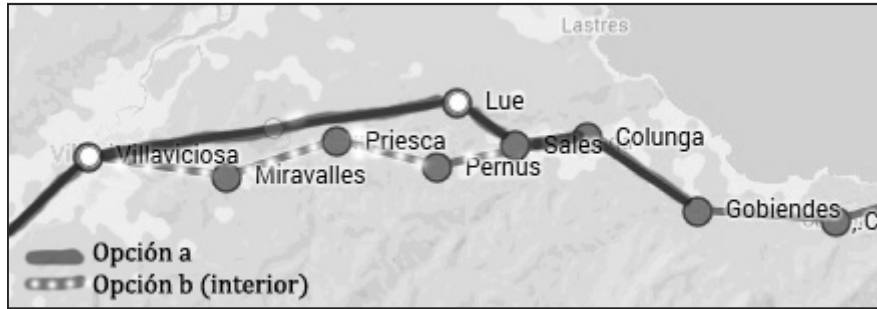 Lastres
Lue
Priesca
Sales
Colunga
Villaviciosa
Miravalles
Pernus
Gobiendes
, C
Opción a
Opción b (interior)